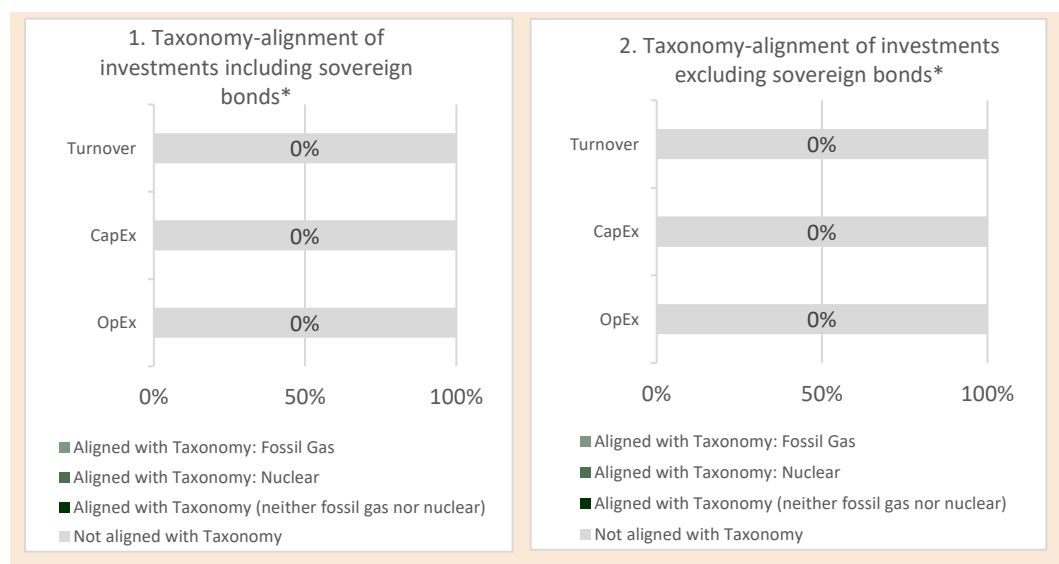 1. Taxonomy-alignment of
investments including sovereign
bonds*
Turnover
0%
CapEx
0%
OpEx
0%
0%
50%
100%
Aligned with Taxonomy: Fossil Gas
Aligned with Taxonomy: Nuclear
Aligned with Taxonomy (neither fossil gas nor nuclear)
Not aligned with Taxonomy
2. Taxonomy-alignment of investments
excluding sovereign bonds*
Turnover
0%
CapEx
0%
OpEx
0%
0%
50%
100%
Aligned with Taxonomy: Fossil Gas
Aligned with Taxonomy: Nuclear
Aligned with Taxonomy (neither fossil gas nor nuclear)
Not aligned with Taxonomy